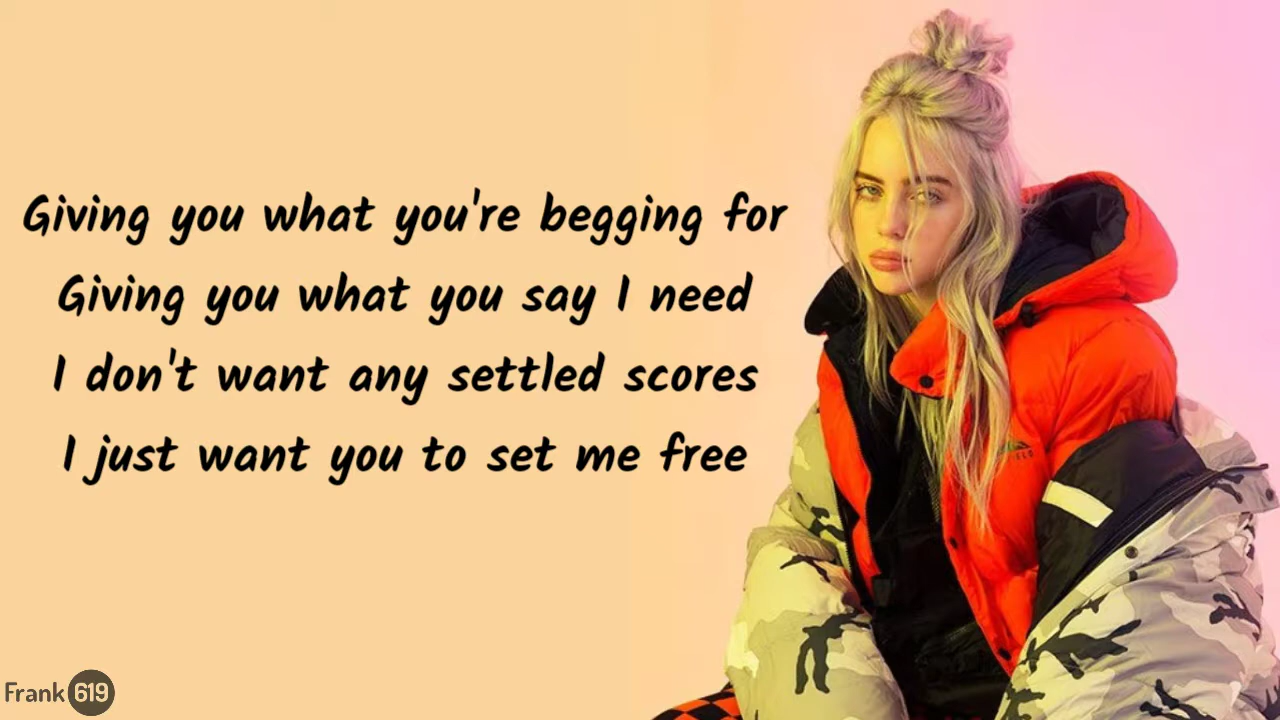 Giving you what you're begging for
Giving you what you say I need
I don't want any settled scores
I just want you to set me free
Frank 619